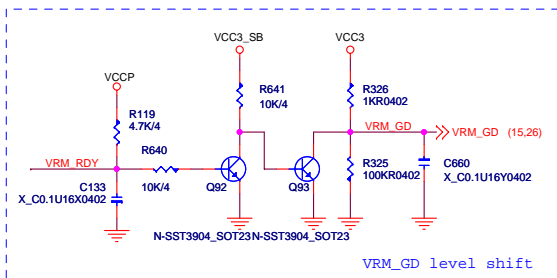 VCC3_SB
VCC3
VCCP
R641
10K/4
R326
1KR0402
R119
4.7K/4
VRM_GD
VRM_GD (15,26)
R640
VRM_RDY
10K/4
Q92
Q93
R325
100KR0402
C660
X_C0.1U16Y0402
C133
X_C0.1U16X0402
N-SST3904_SOT23
N-SST3904_SOT23
VRM_GD level shift